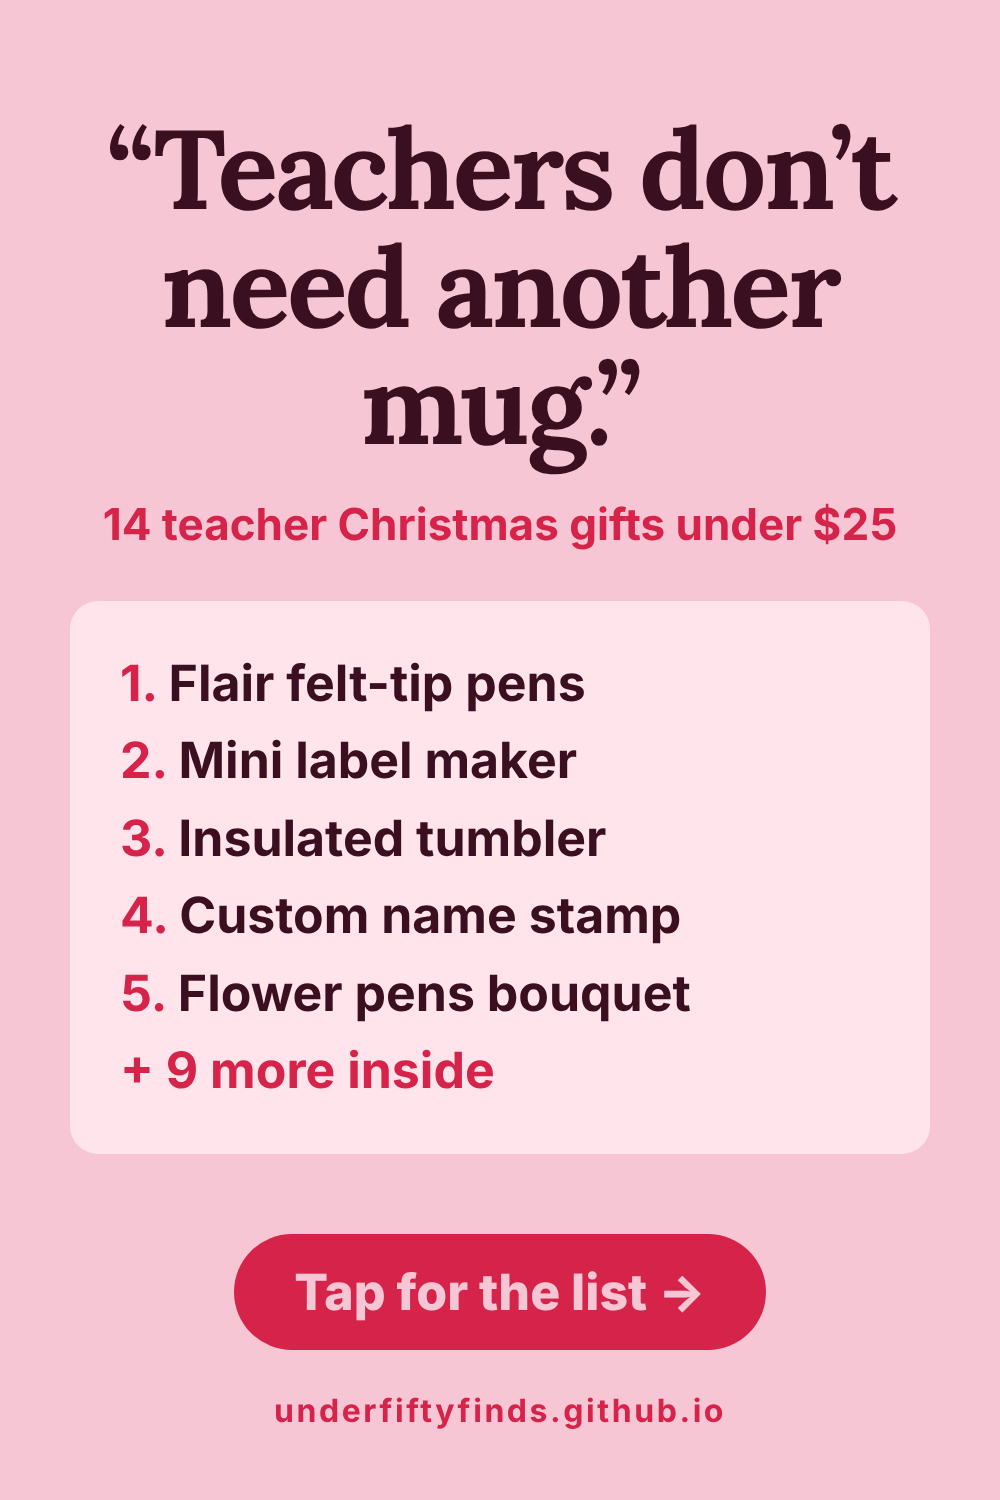 “Teachers don’t
need another
mug.”
14 teacher Christmas gifts under $25
1. Flair felt-tip pens
2. Mini label maker
3. Insulated tumbler
4. Custom name stamp
5. Flower pens bouquet
+ 9 more inside
Tap for the list →
underfiftyfinds.github.io